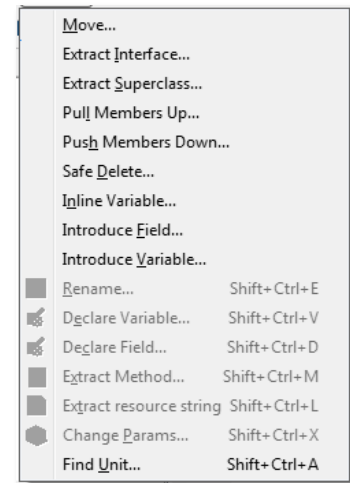 Move...
Extract Interface...
Extract Superclass...
Pull Members Up...
Push Members Down...
Safe Delete...
Inline Variable...
Introduce Field...
Introduce Variable...
Rename... Shift+Ctrl+E
Declare Variable... Shift+Ctrl+V
Declare Field... Shift+Ctrl+D
Extract Method... Shift+Ctrl+M
Extract resource string Shift+Ctrl+L
Change Params... Shift+Ctrl+X
Find Unit... Shift+Ctrl+A